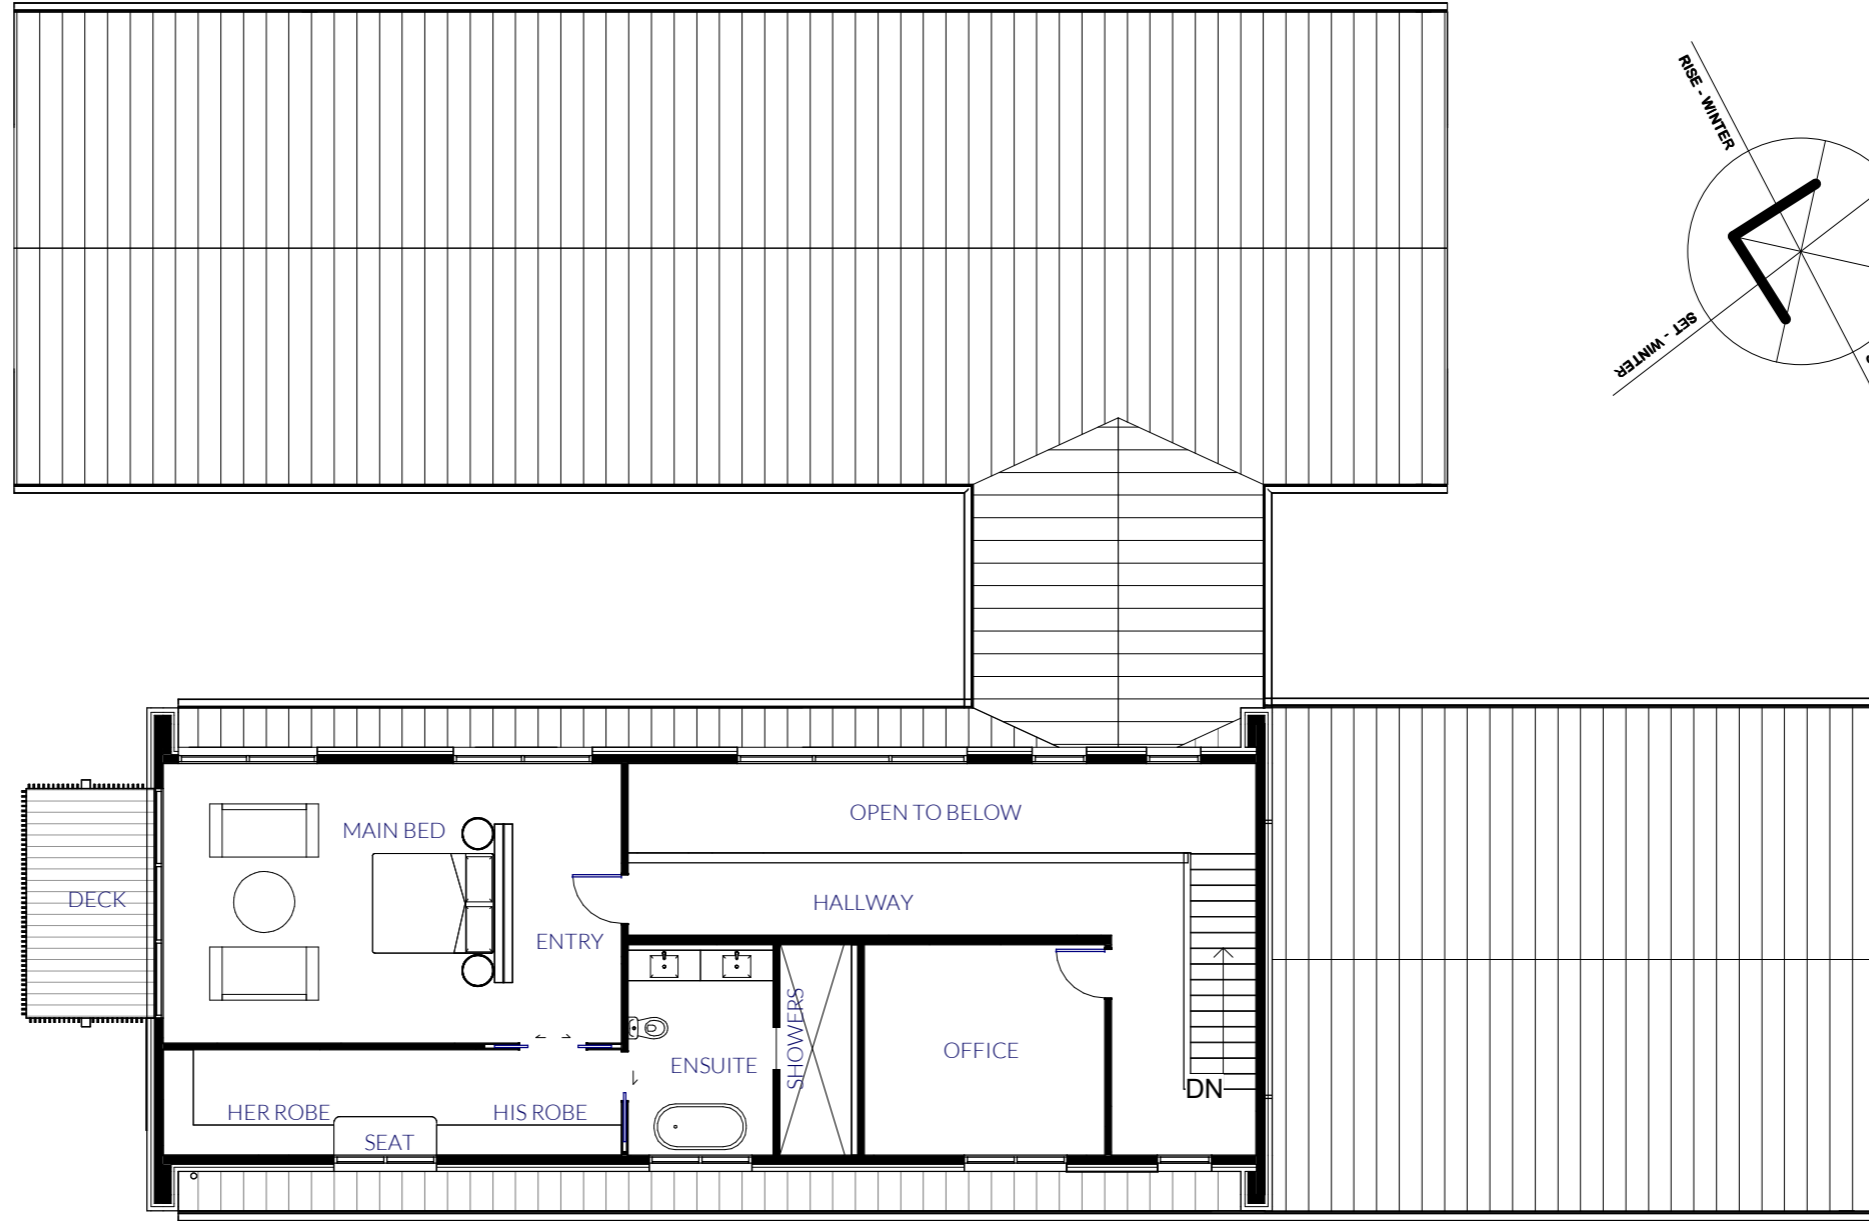 RISE - WINTER
SET - WINTER
OPEN TO BELOW
MAIN BED
DECK
HALLWAY
ENTRY
SHOWERS
OFFICE
ENSUITE
DN
HER ROBE
HIS ROBE
SEAT